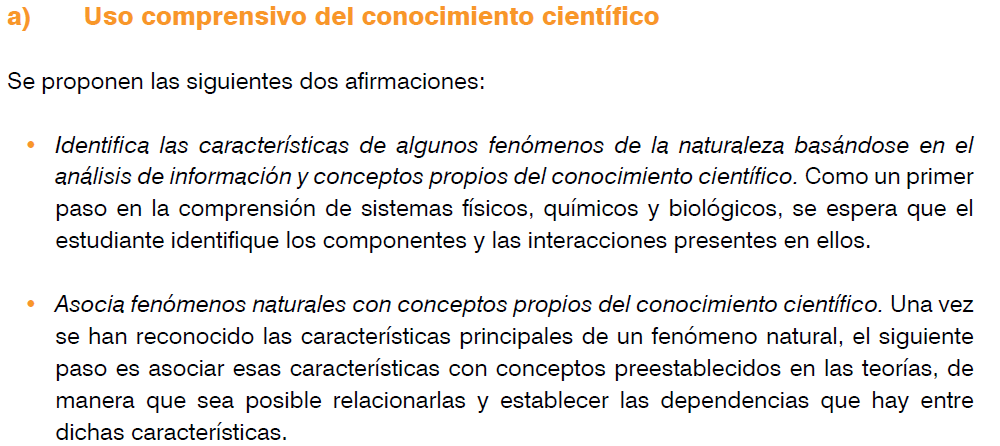 a) Uso comprensivo del conocimiento científico
Se proponen las siguientes dos afirmaciones:
• Identifica las características de algunos fenómenos de la naturaleza basándose en el
análisis de información y conceptos propios del conocimiento científico. Como un primer
paso en la comprensión de sistemas físicos, químicos y biológicos, se espera que el
estudiante identifique los componentes y las interacciones presentes en ellos.
• Asocia fenómenos naturales con conceptos propios del conocimiento científico. Una vez
se han reconocido las características principales de un fenómeno natural, el siguiente
paso es asociar esas características con conceptos preestablecidos en las teorías, de
manera que sea posible relacionarlas y establecer las dependencias que hay entre
dichas características.